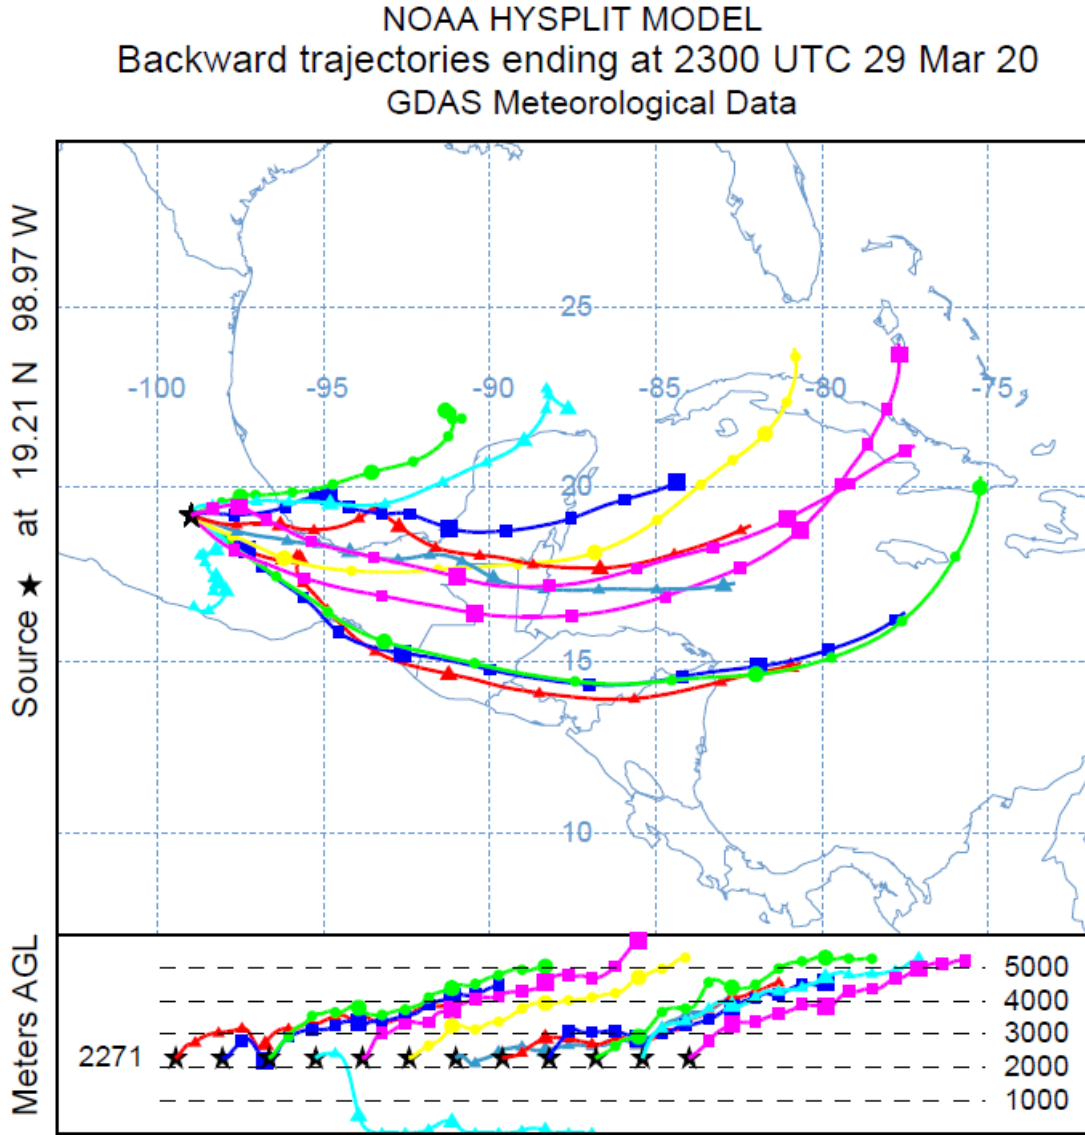 NOAA HYSPLIT MODEL
Backward trajectories ending at 2300 UTC 29 Mar 20
GDAS Meteorological Data
Source ★ at 19.21 N 98.97 W
25
-100 -95 -90 -85 -80 -75
20
15
10
Meters AGL
2271
5000
4000
3000
2000
1000